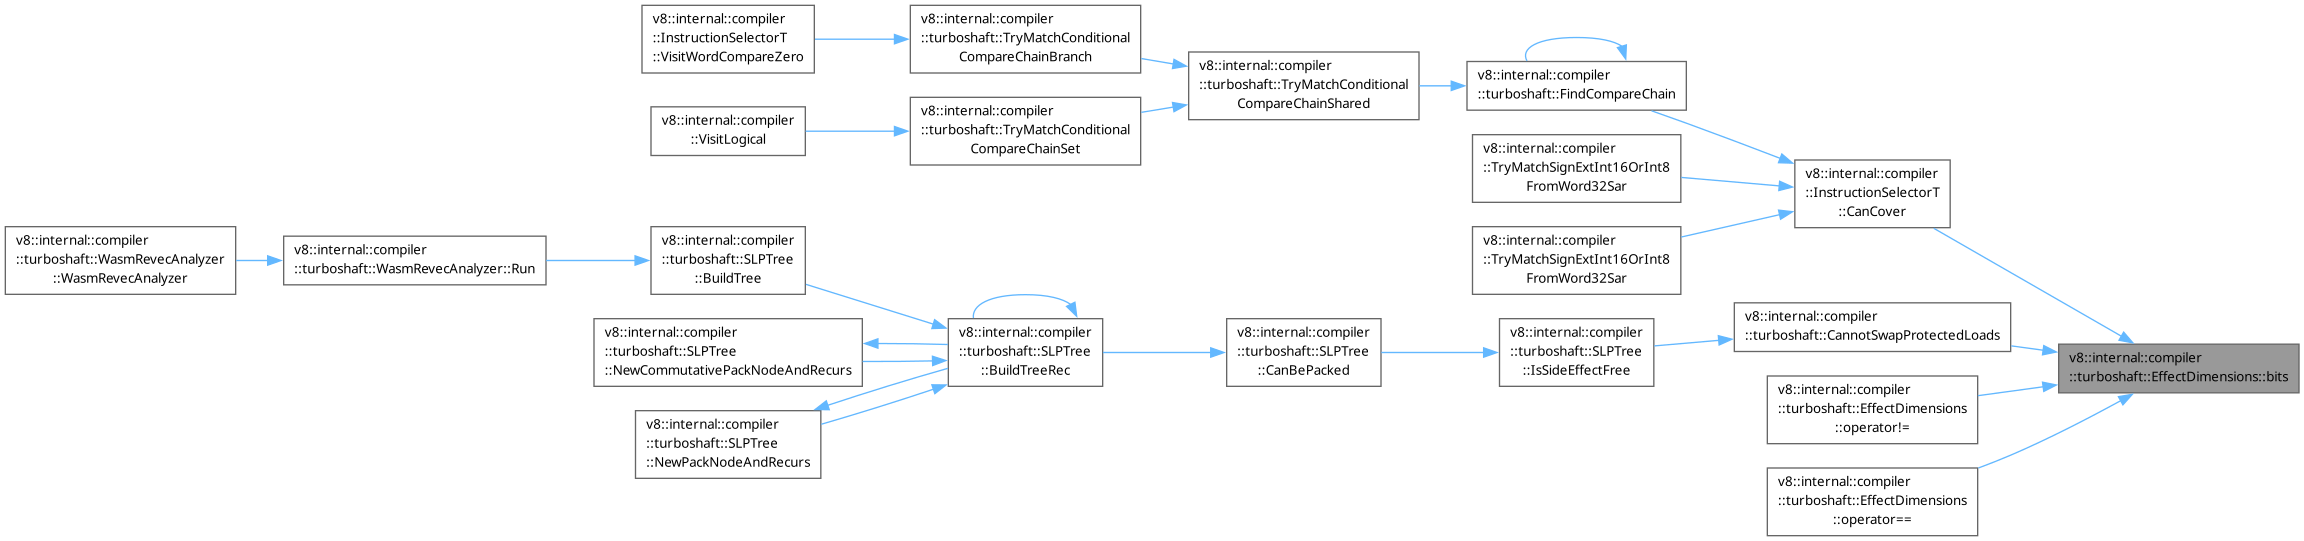 v8::internal::compiler
::InstructionSelectorT
::VisitWordCompareZero
v8::internal::compiler
::turboshaft::TryMatchConditional
CompareChainBranch
v8::internal::compiler
::turboshaft::TryMatchConditional
CompareChainShared
v8::internal::compiler
::turboshaft::FindCompareChain
v8::internal::compiler
::VisitLogical
v8::internal::compiler
::turboshaft::TryMatchConditional
CompareChainSet
v8::internal::compiler
::TryMatchSignExtInt16OrInt8
FromWord32Sar
v8::internal::compiler
::InstructionSelectorT
::CanCover
v8::internal::compiler
::turboshaft::WasmRevecAnalyzer
::WasmRevecAnalyzer
v8::internal::compiler
::turboshaft::WasmRevecAnalyzer::Run
v8::internal::compiler
::turboshaft::SLPTree
::BuildTree
v8::internal::compiler
::TryMatchSignExtInt16OrInt8
FromWord32Sar
v8::internal::compiler
::turboshaft::SLPTree
::NewCommutativePackNodeAndRecurs
v8::internal::compiler
::turboshaft::SLPTree
::BuildTreeRec
v8::internal::compiler
::turboshaft::SLPTree
::CanBePacked
v8::internal::compiler
::turboshaft::SLPTree
::IsSideEffectFree
v8::internal::compiler
::turboshaft::CannotSwapProtectedLoads
v8::internal::compiler
::turboshaft::EffectDimensions::bits
v8::internal::compiler
::turboshaft::EffectDimensions
::operator!=
v8::internal::compiler
::turboshaft::SLPTree
::NewPackNodeAndRecurs
v8::internal::compiler
::turboshaft::EffectDimensions
::operator==